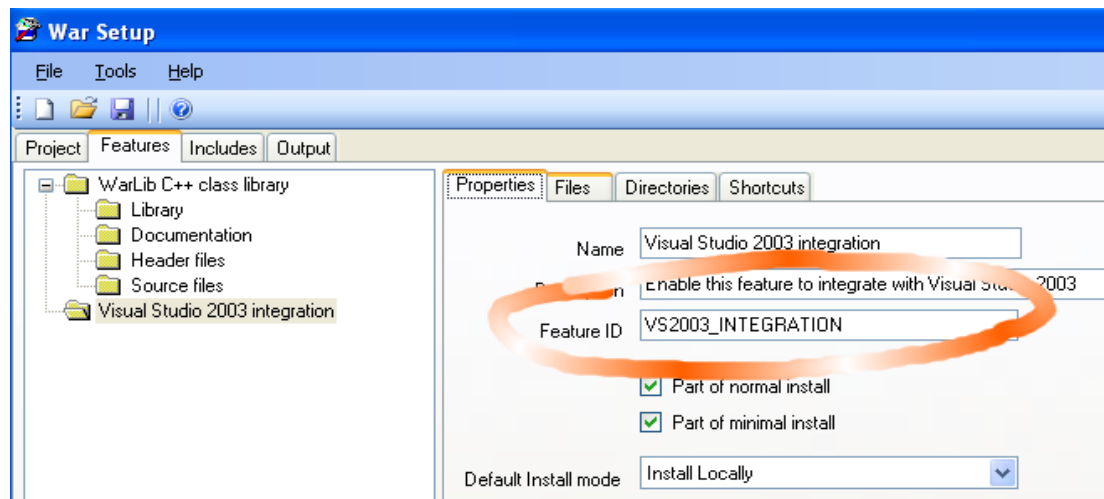 War Setup
File Tools Help
Project Features Includes Output
WarLib C++ class library
Library
Documentation
Header files
Source files
Visual Studio 2003 integration
Properties Files Directories Shortcuts
Name Visual Studio 2003 integration
Enable this feature to integrate with Visual 2003
Feature ID VS2003_INTEGRATION
Part of normal install
Part of minimal install
Default Install mode Install Locally